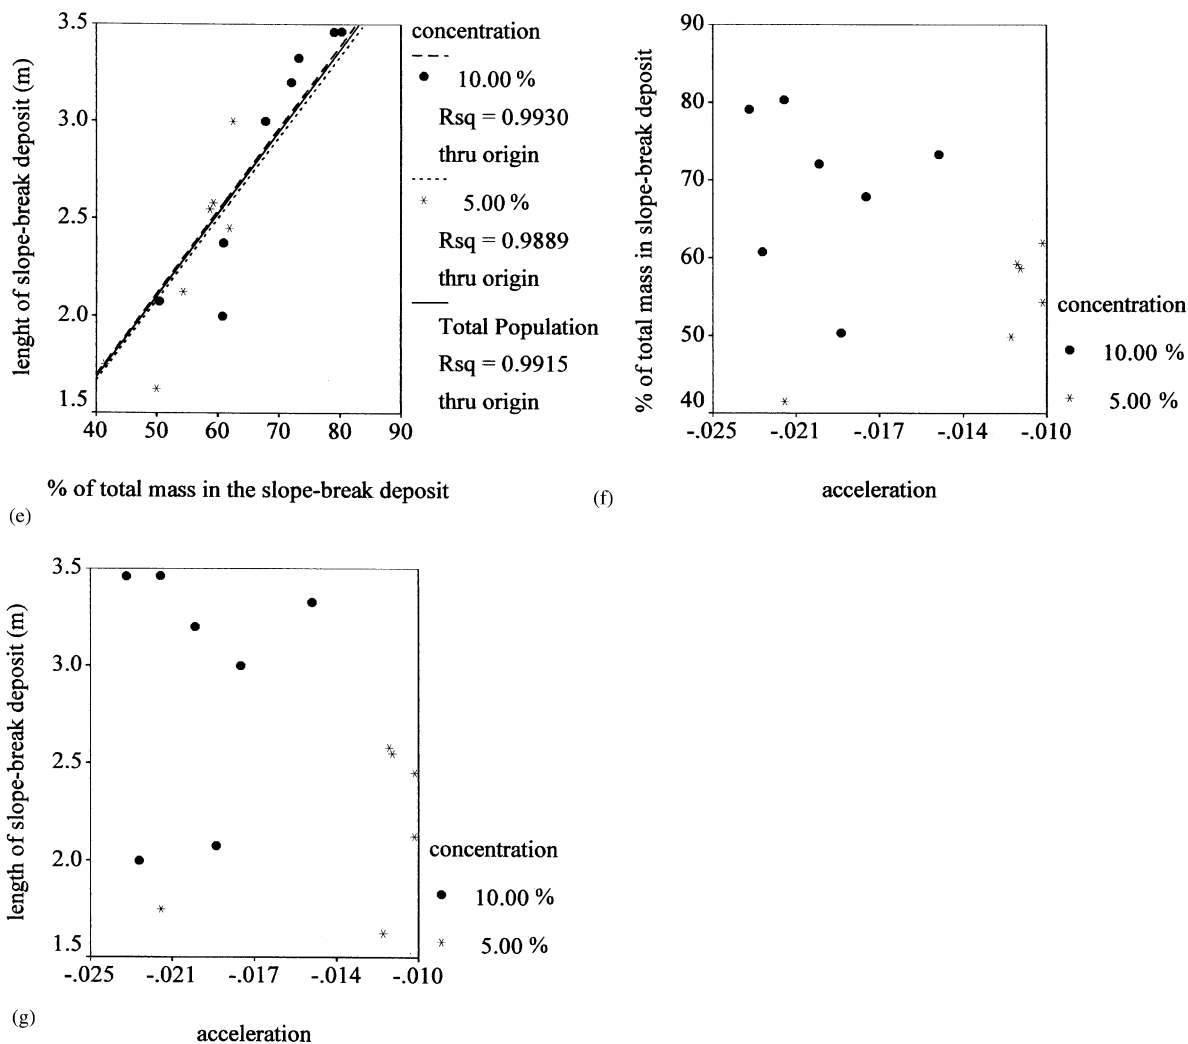 3.5
3.0
2.5
2.0
1.5
40 50 60 70 80 90
lenght of slope-break deposit (m)
% of total mass in the slope-break deposit
(e)
concentration
10.00 %
Rsq = 0.9930
thru origin
5.00 %
Rsq = 0.9889
thru origin
Total Population
Rsq = 0.9915
thru origin
90
80
70
60
50
40
-.025 -.021 -.017 -.014 -.010
% of total mass in slope-break deposit
acceleration
(f)
concentration
10.00 %
5.00 %
3.5
3.0
2.5
2.0
1.5
-.025 -.021 -.017 -.014 -.010
length of slope-break deposit (m)
acceleration
(g)
concentration
10.00 %
5.00 %